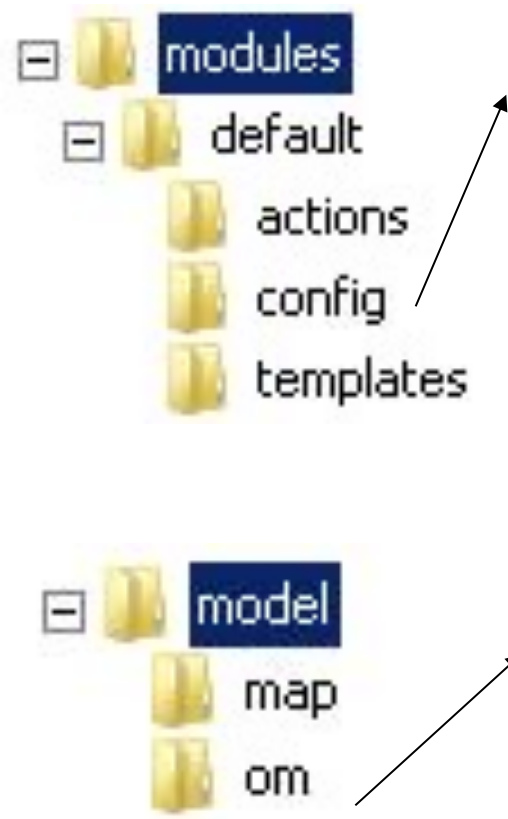 modules
default
actions
config
templates
model
map
om